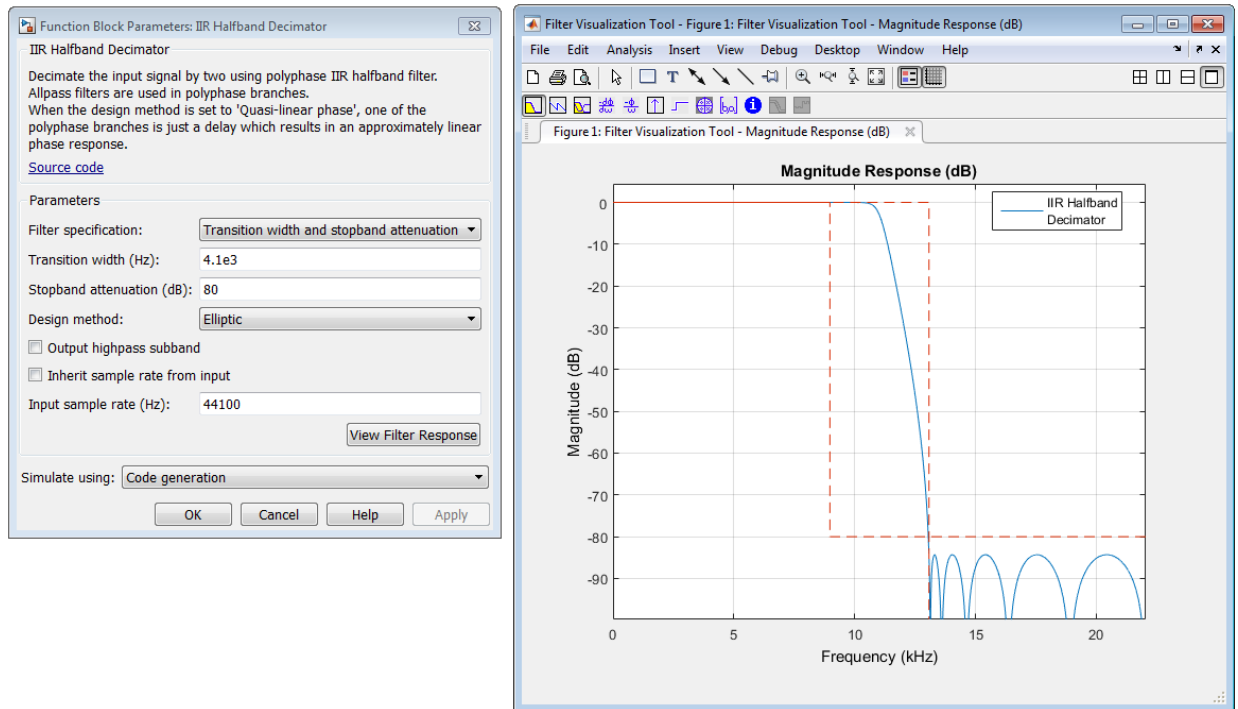 Function Block Parameters: IIR Halfband Decimator
IIR Halfband Decimator
Decimate the input signal by two using polyphase IIR halfband filter.
Allpass filters are used in polyphase branches.
When the design method is set to 'Quasi-linear phase', one of the
polyphase branches is just a delay which results in an approximately linear
phase response.
Source code
Parameters
Filter specification: Transition width and stopband attenuation
Transition width (Hz): 4.1e3
Stopband attenuation (dB): 80
Design method: Elliptic
Output highpass subband
Inherit sample rate from input
Input sample rate (Hz): 44100
View Filter Response
Simulate using: Code generation
OK Cancel Help Apply
Filter Visualization Tool - Figure 1: Filter Visualization Tool - Magnitude Response (dB)
File Edit Analysis Insert View Debug Desktop Window Help
Figure 1: Filter Visualization Tool - Magnitude Response (dB)
Magnitude Response (dB)
IIR Halfband
Decimator
0
-10
-20
-30
-40
-50
-60
-70
-80
-90
Magnitude (dB)
0 5 10 15 20
Frequency (kHz)